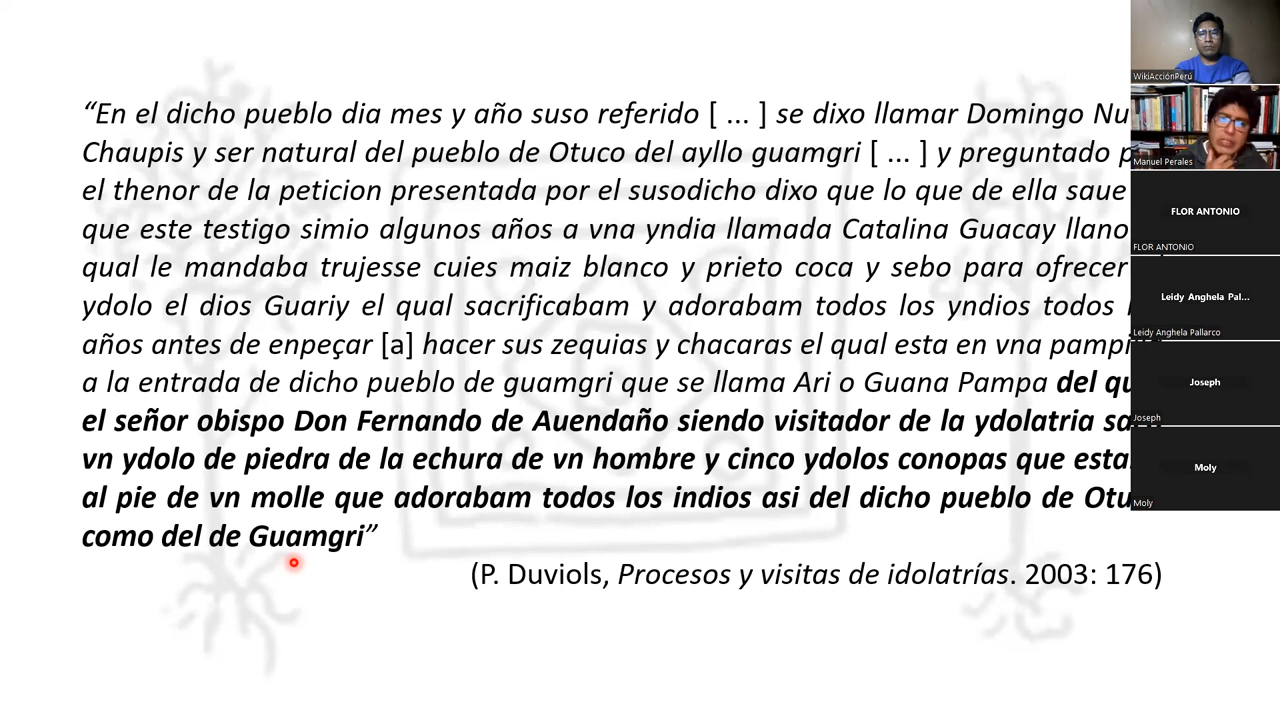 “En el dicho pueblo dia mes y año suso referido [ ... ] se dixo llamar Domingo Nu
Chaupis y ser natural del pueblo de Otuco del ayllo guamgri [ ... ] y preguntado p
el thenor de la peticion presentada por el susodicho dixo que lo que de ella saue
que este testigo simio algunos años a vna yndia llamada Catalina Guacay llano
qual le mandaba trujesse cuies maiz blanco y prieto coca y sebo para ofrecer
ydolo el dios Guariy el qual sacrificabam y adorabam todos los yndios todos
años antes de enpeçar [a] hacer sus zequias y chacaras el qual esta en vna pampi
a la entrada de dicho pueblo de guamgri que se llama Ari o Guana Pampa del qu
el señor obispo Don Fernando de Auendaño siendo visitador de la ydolatria sa
vn ydolo de piedra de la echura de vn hombre y cinco ydolos conopas que esta
al pie de vn molle que adorabam todos los indios asi del dicho pueblo de Otu
como del de Guamgri”
(P. Duviols, Procesos y visitas de idolatrías. 2003: 176)
WikiAcciónPerú
Manuel Perales
FLOR ANTONIO
FLOR ANTONIO
Leidy Anghela Pal...
Leidy Anghela Pallarco
Joseph
Joseph
Moly
Moly